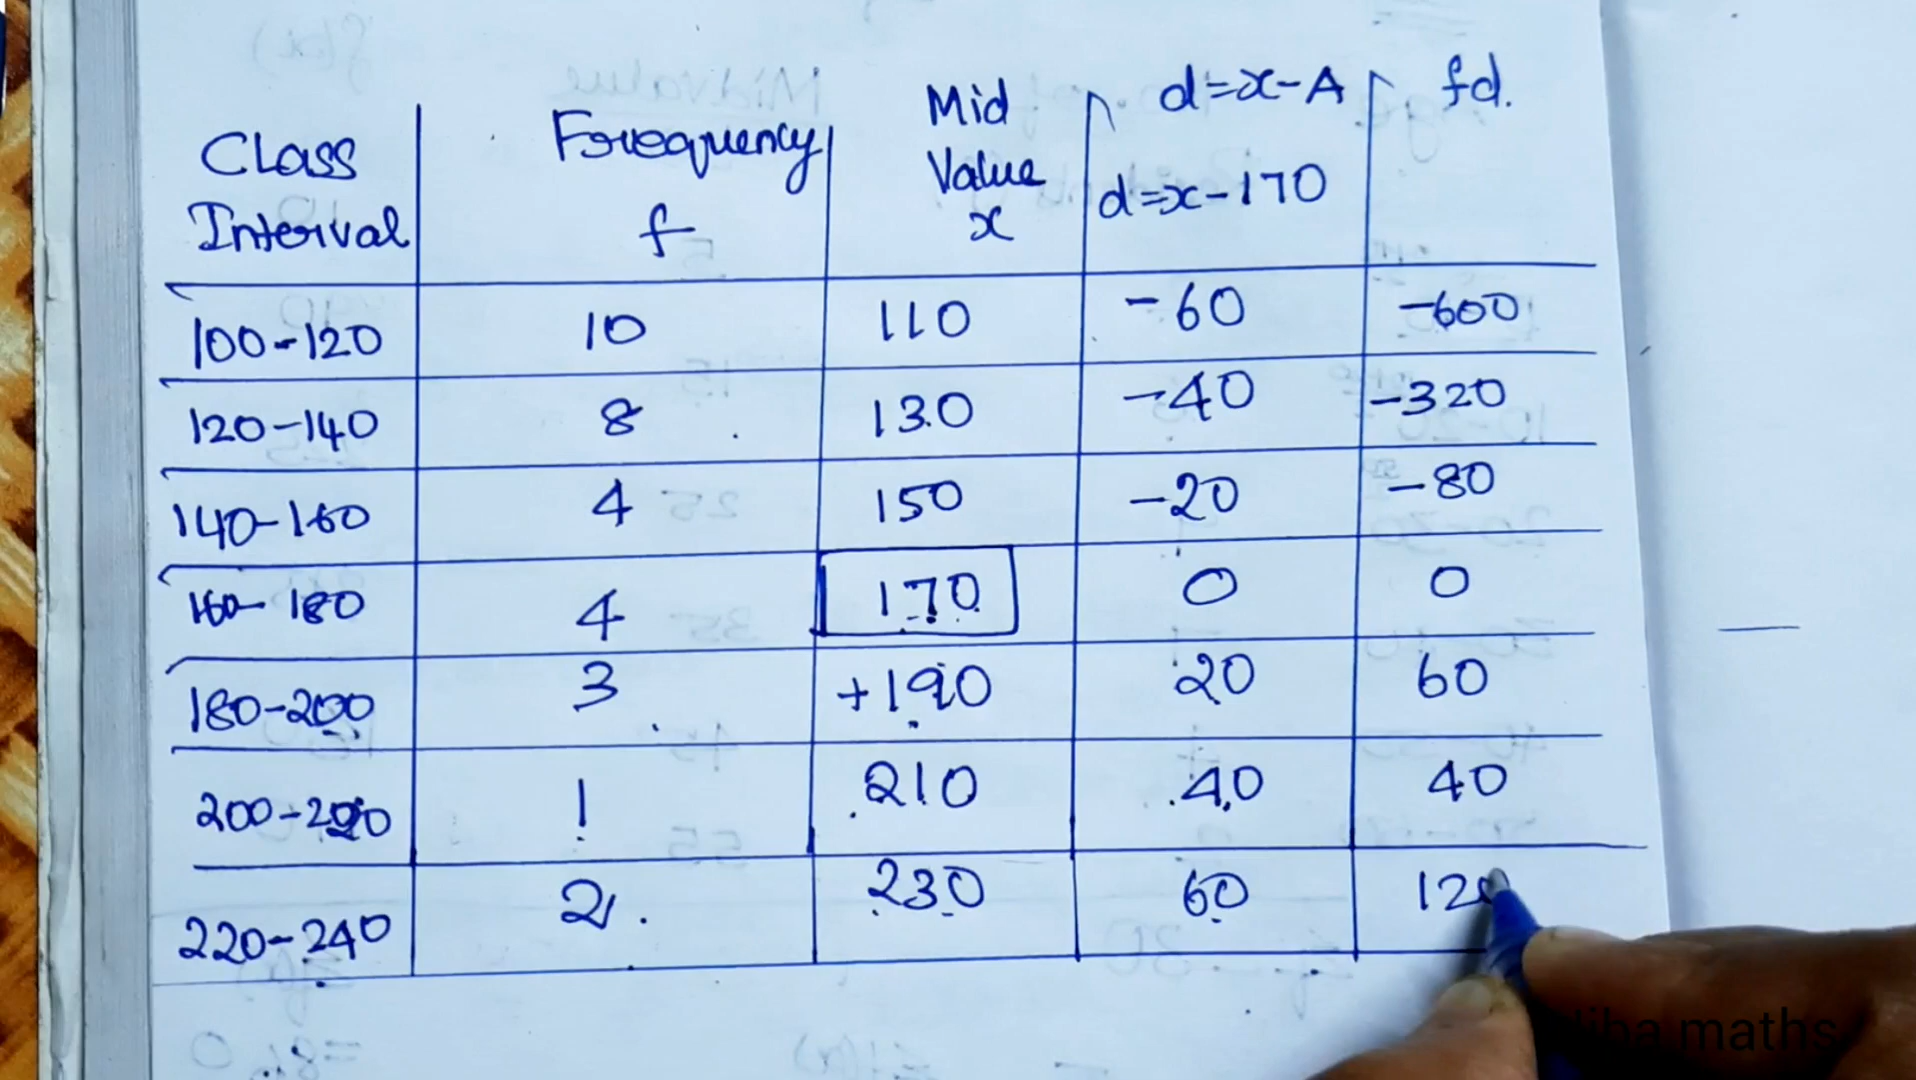 Class Interval | Frequency f | Mid Value x | d=x-A d=x-170 | fd.
100-120 | 10 | 110 | -60 | -600
120-140 | 8 | 130 | -40 | -320
140-160 | 4 | 150 | -20 | -80
160-180 | 4 | 170 | 0 | 0
180-200 | 3 | +190 | 20 | 60
200-220 | 1 | 210 | 40 | 40
220-240 | 2 | 230 | 60 | 120
maths